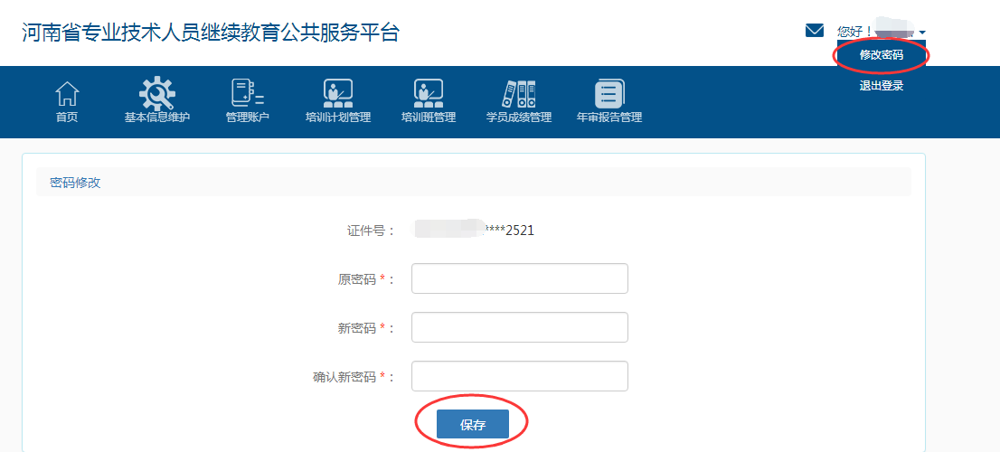 河南省专业技术人员继续教育公共服务平台
您好！
修改密码
退出登录
首页
基本信息维护
管理账户
培训计划管理
培训班管理
学员成绩管理
年审报告管理
密码修改
证件号： ****2521
原密码 *：
新密码 *：
确认新密码 *：
保存